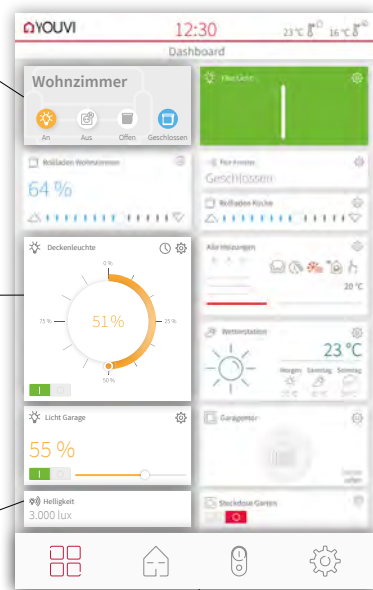 YOUVI
12:30
23 °C 16 °C
Dashboard
Wohnzimmer
An Aus Offen Geschlossen
Rollladen Wohnzimmer
64 %
Deckenleuchte
0 %
75 %
51%
25 %
50 %
Licht Garage
55 %
Helligkeit
3.000 lux
Flur Licht
Geschlossen
Rollladen Küche
Alle Heizungen
20 °C
Wetterstation
23 °C
Morgen Samstag Sonntag
Garagentor
Steckdose Garten